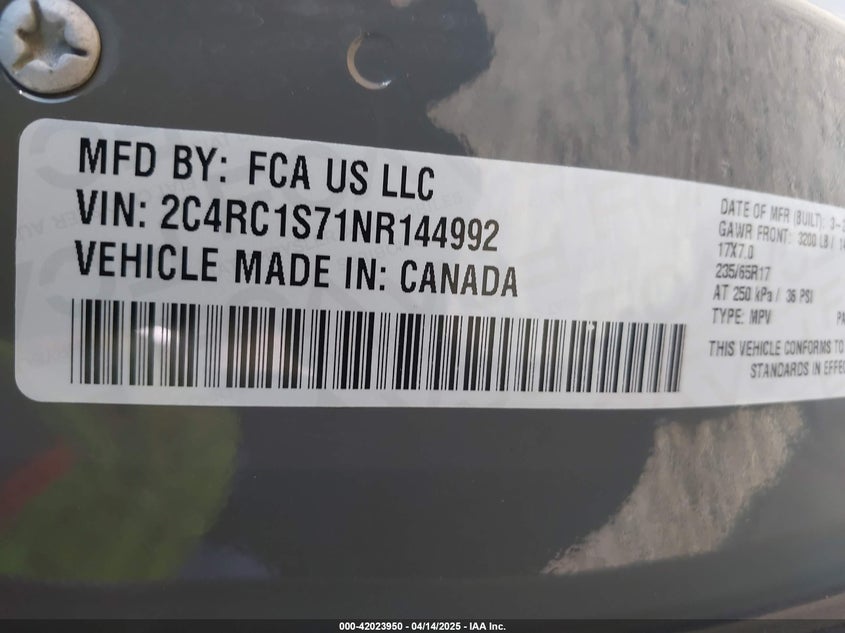 MFD BY: FCA US LLC
VIN: 2C4RC1S71NR144992
VEHICLE MADE IN: CANADA
DATE OF MFR (BUILT): 3-
GAWR FRONT: 3200 LB /
17X7.0
235/65R17
AT 250 kPa / 36 PSI
TYPE: MPV
THIS VEHICLE CONFORMS TO
STANDARDS IN
000-42023950 - 04/14/2025 - IAA Inc.